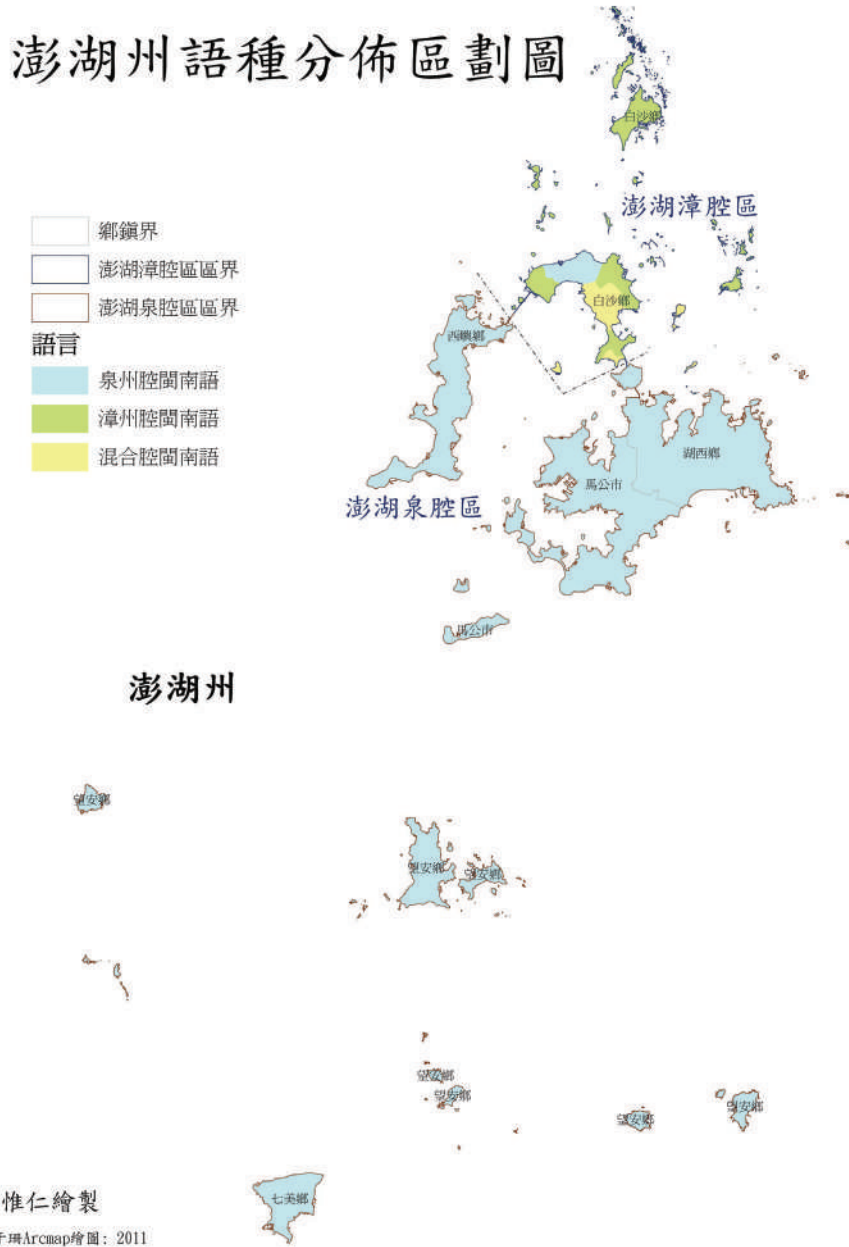 澎湖州語種分佈區劃圖
白沙鄉
澎湖漳腔區
鄉鎮界
澎湖漳腔區區界
澎湖泉腔區區界
語言
泉州腔閩南語
漳州腔閩南語
混合腔閩南語
白沙鄉
西嶼鄉
湖西鄉
馬公市
澎湖泉腔區
馬公市
澎湖州
望安鄉
望安鄉
望安鄉
望安鄉
望安鄉
望安鄉
望安鄉
七美鄉
惟仁繪製
珊Arcmap繪圖: 2011